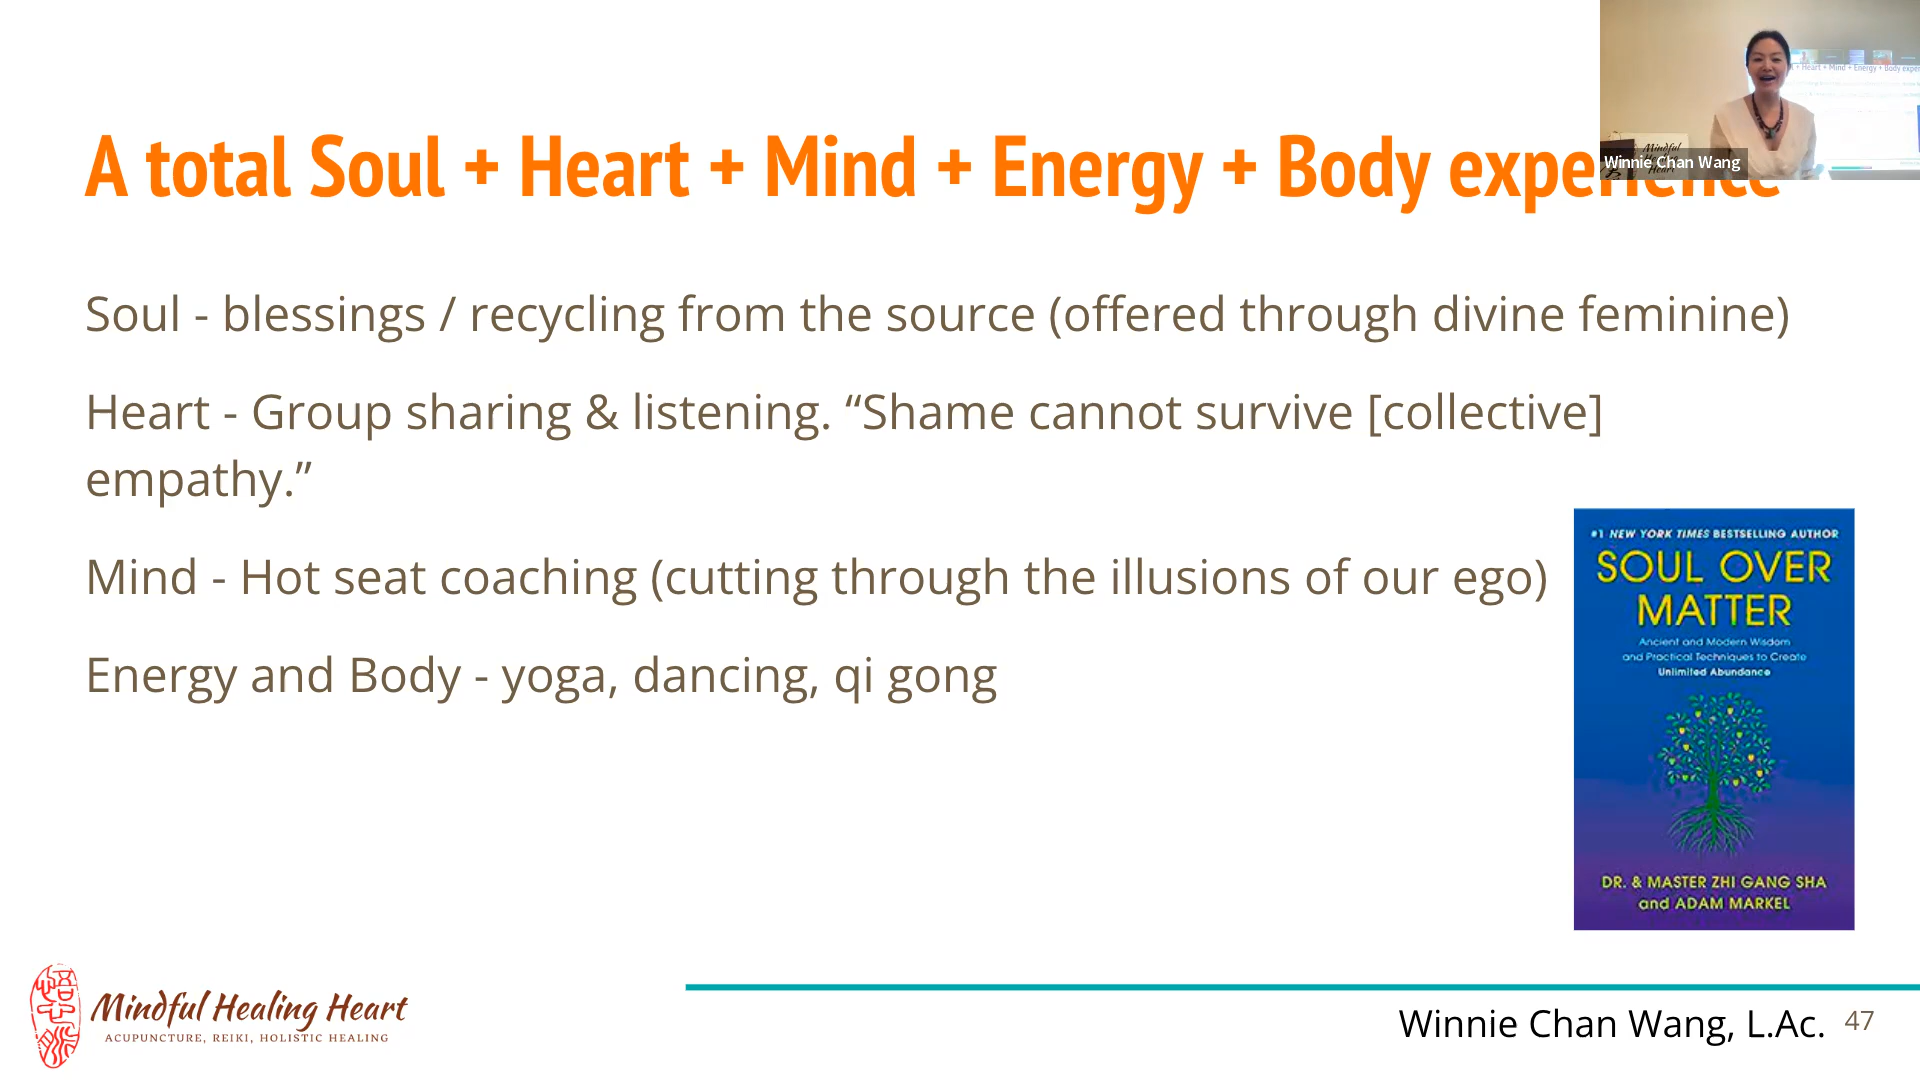 A total Soul + Heart + Mind + Energy + Body experience
Winnie Chan Wang
Soul - blessings / recycling from the source (offered through divine feminine)
Heart - Group sharing & listening. “Shame cannot survive [collective]
empathy.”
Mind - Hot seat coaching (cutting through the illusions of our ego)
Energy and Body - yoga, dancing, qi gong
#1 NEW YORK TIMES BESTSELLING AUTHOR
SOUL OVER
MATTER
Ancient and Modern Wisdom
and Practical Techniques to Create
Unlimited Abundance
DR. & MASTER ZHI GANG SHA
and ADAM MARKEL
Mindful Healing Heart
ACUPUNCTURE, REIKI, HOLISTIC HEALING
Winnie Chan Wang, L.Ac.
47